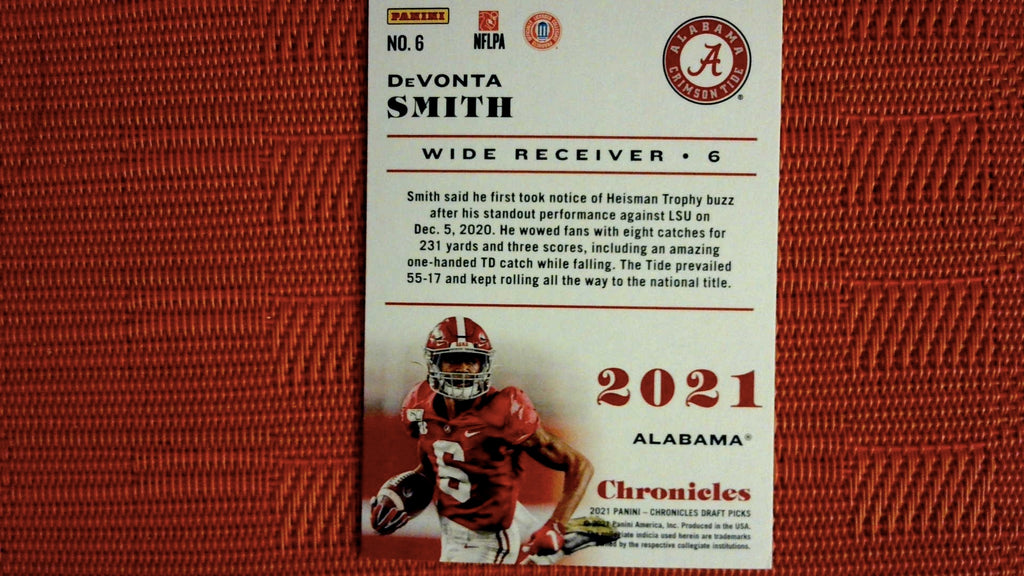 PANINI
NO. 6
NFLPA
ALABAMA
A
CRIMSON TIDE
DEVONTA
SMITH
WIDE RECEIVER • 6
Smith said he first took notice of Heisman Trophy buzz
after his standout performance against LSU on
Dec. 5, 2020. He wowed fans with eight catches for
231 yards and three scores, including an amazing
one-handed TD catch while falling. The Tide prevailed
55-17 and kept rolling all the way to the national title.
6
2021
ALABAMA®
Chronicles
2021 PANINI – CHRONICLES DRAFT PICKS
© 2021 Panini America, Inc. Produced in the USA.
indicia used herein are trademarks
by the respective collegiate institutions.